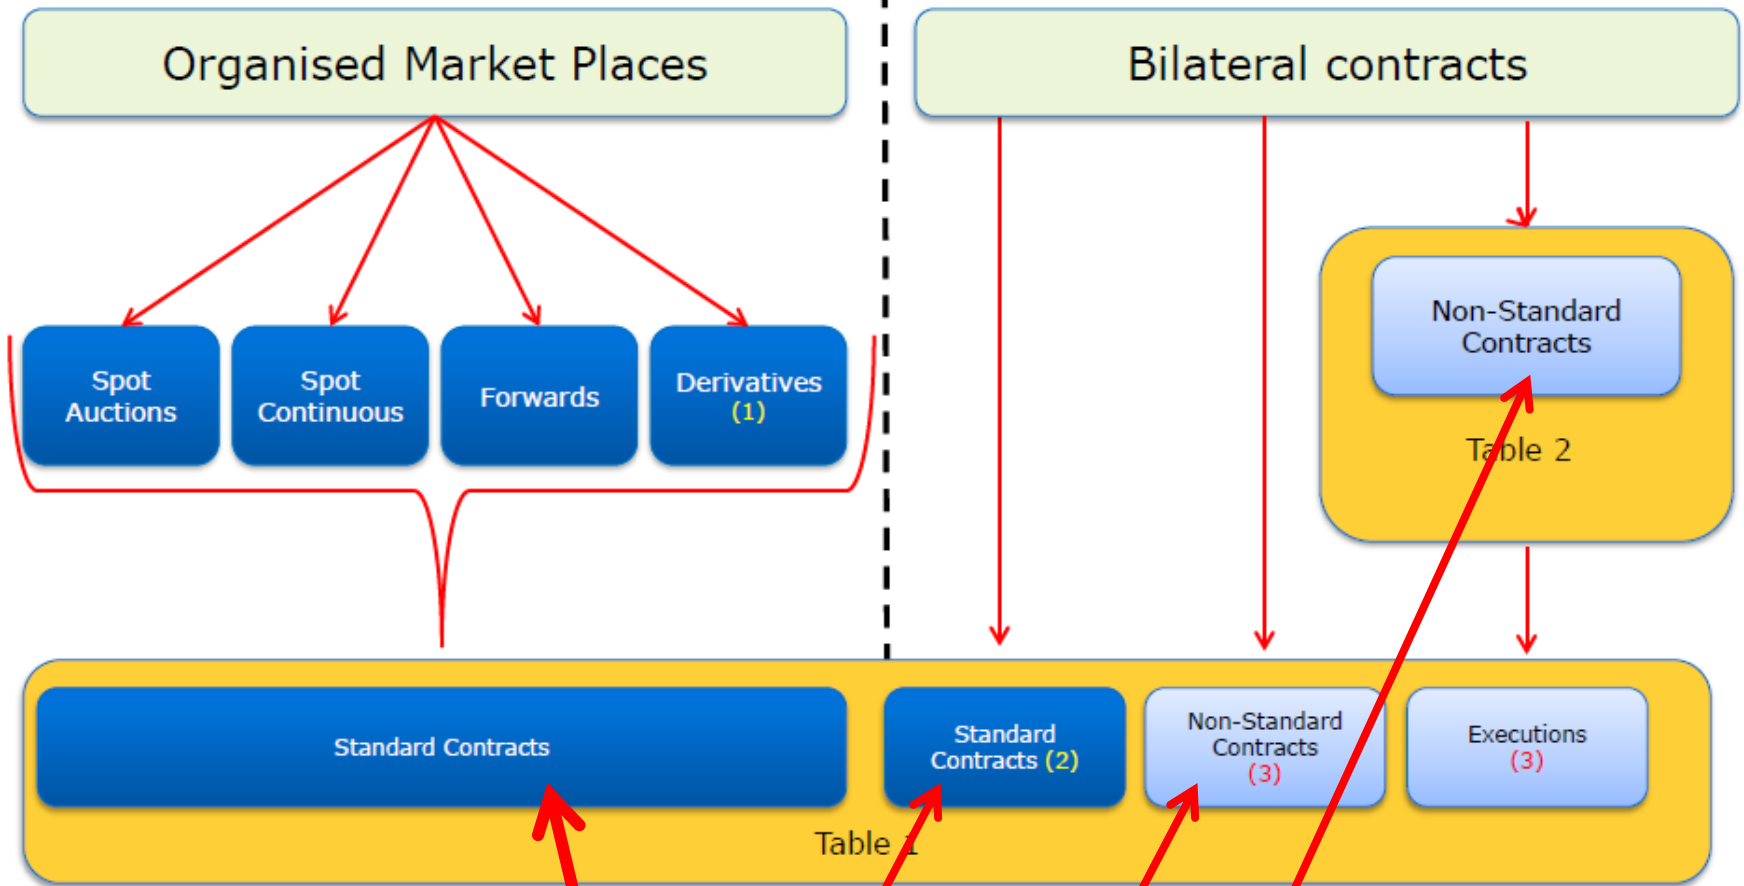 Organised Market Places
Bilateral contracts
Non-Standard
Contracts
Table 2
Spot
Auctions
Spot
Continuous
Forwards
Derivatives
(1)
Standard Contracts
Standard
Contracts (2)
Non-Standard
Contracts
(3)
Executions
(3)
Table 1